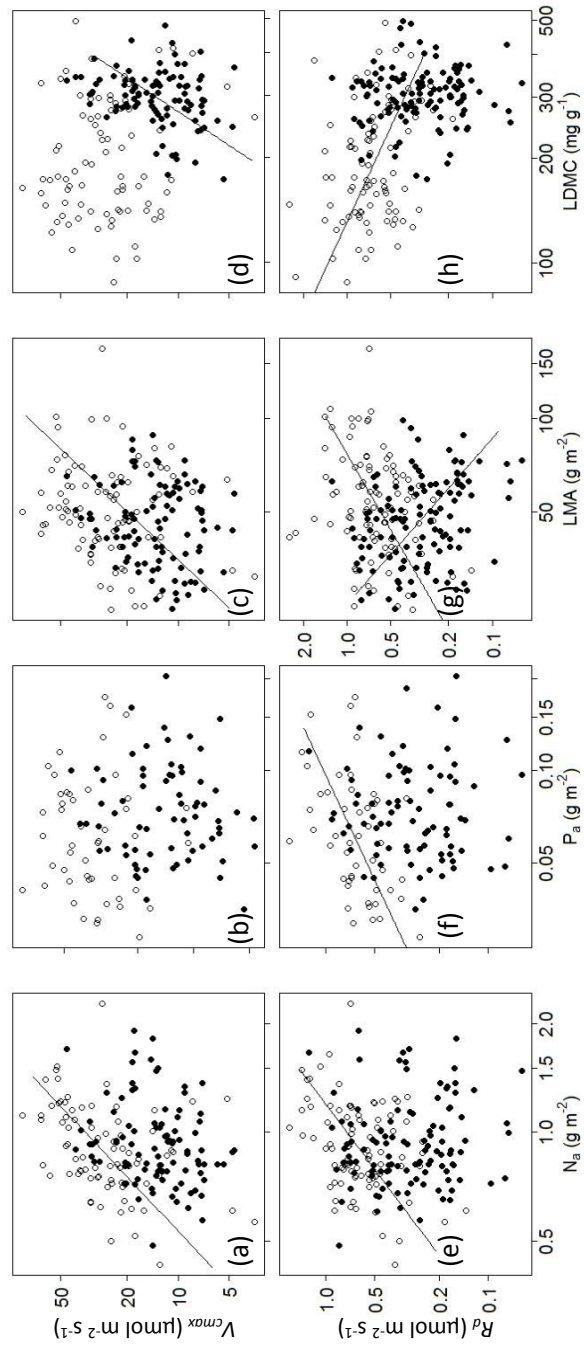 V_cmax (μmol m⁻² s⁻¹)
50
20
10
5
(a)
(b)
(c)
(d)
R_d (μmol m⁻² s⁻¹)
1.0
0.5
0.2
0.1
(e)
(f)
2.0
1.0
0.5
0.2
0.1
(g)
(h)
0.5 1.0 1.5 2.0
Nₐ (g m⁻²)
0.05 0.10 0.15
Pₐ (g m⁻²)
50 100 150
LMA (g m⁻²)
100 200 300 500
LDMC (mg g⁻¹)